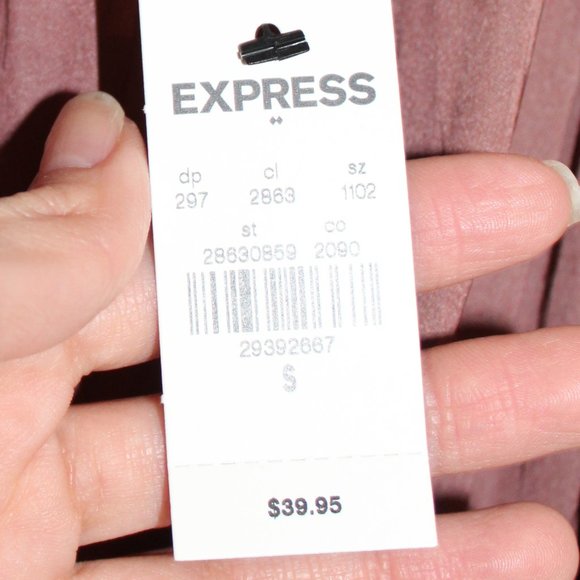 EXPRESS
dp cl sz
297 2863 1102
st co
28630859 2090
29392667
S
$39.95